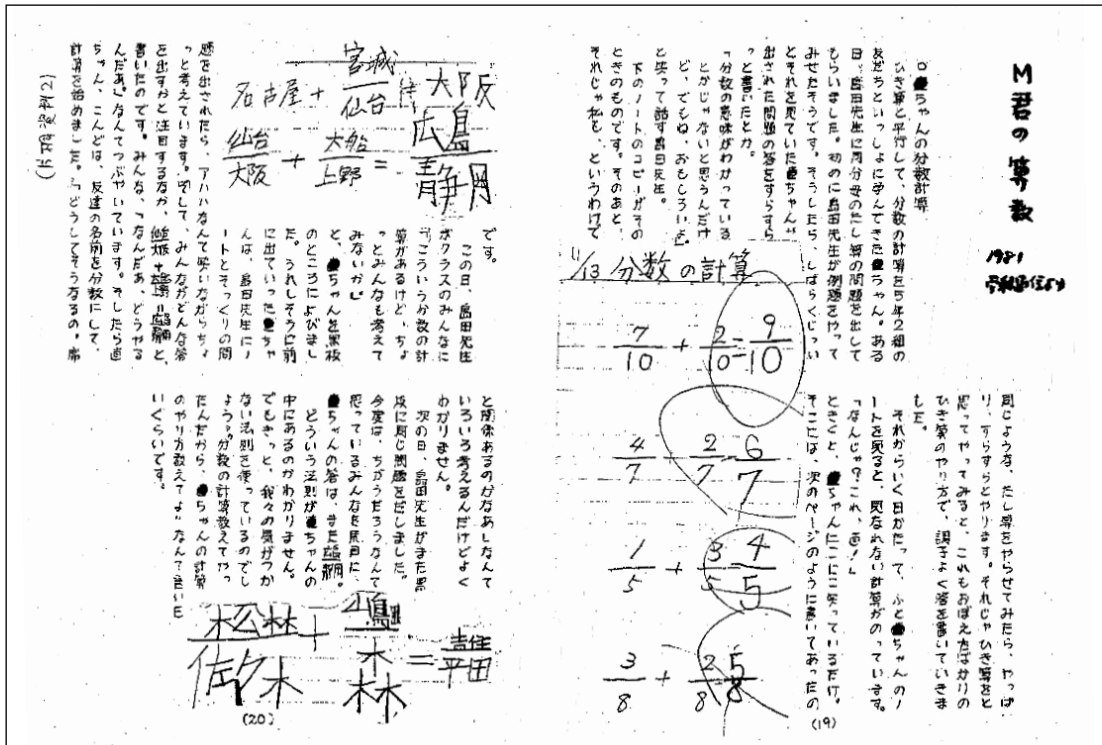 M君の算数
1981
学級通信より
○●ちゃんの分数計算
ひき算と平行して、分数の計算を5年2組の
友だちといっしょに学んできた●ちゃん。ある
日、島田先生に同分母のたし算の問題を出して
もらいました。初めに島田先生が例題をやって
みせたそうです。そうしたら、しばらくじっい
とそれを見ていた●ちゃんが、
出された問題の答をすらすら
っと書いたとか。
「分数の意味がわかっている
とかじゃないと思うんだけ
ど、でもね、おもしろいよ」
と笑って話す島田先生。
下のノートのコピーがその
ときのものです。そのあと、
それじゃ私も、というわけで
11/13 分数の計算
7/10 + 2/10 = 9/10
4/7 + 2/7 = 6/7
1/5 + 3/5 = 4/5
3/8 + 2/8 = 5/8
同じような、たし算をやらせてみたら、やっぱ
り、すらすらとやります。それじゃひき算をと
思ってやってみると、これもおぼえたばかりの
ひき算のやり方で、調子よく答を書いていきま
した。
それからいく日かたって、ふと●ちゃんのノ
ートを見ると、見なれない計算がのっています。
「なんじゃ?これ、●!」
ときくと、●ちゃんはにこにこ笑っているだけ。
そこには、次のページのように書いてあったの
(19)
名古屋 + 宮城/仙台 は 大阪
仙台/大阪 + 大船/上野 = 広島/静岡
です。
この日、島田先生
がクラスのみんなに
「こういう分数の計
算があるけど、ちょ
っとみんなも考えて
みないか」
と、●ちゃんを黒板
のところによびまし
た。うれしそうに前
に出ていった●ちゃ
んは、島田先生にノ
ートとそっくりの問
題を出されたら、アハハなんて笑いながらちょ
っと考えています。そして、みんながどんな答
を出すかと注目するなか、仙台/大阪 + 大船/上野 = 広島/静岡 と、
書いたのです。みんな、「なんだあ、どうやる
んだあ」なんてつぶやいています。そしたら●
ちゃん、こんどは、友達の名前を分数にして、
計算を始めました。「どうしてそうなるの。席
と関係あるのかなあ」なんて
いろいろ考えるんだけどよく
わかりません。
次の日、島田先生がまた黒
板に同じ問題をだしました。
今度は、ちがうだろうなんて
思っているみんなを尻目に、
●ちゃんの答は、また広島/静岡。
どういう法則が●ちゃんの
中にあるのかわかりません。
でもきっと、我々の気がつか
ない法則を使っているのでし
ょう。分数の計算教えてやっ
たんだから、●ちゃんの計算
のやり方教えてよ、なんて言いた
いくらいです。
松林/佐々木 + 小鳥/木林 = 吉住/平田
(20)